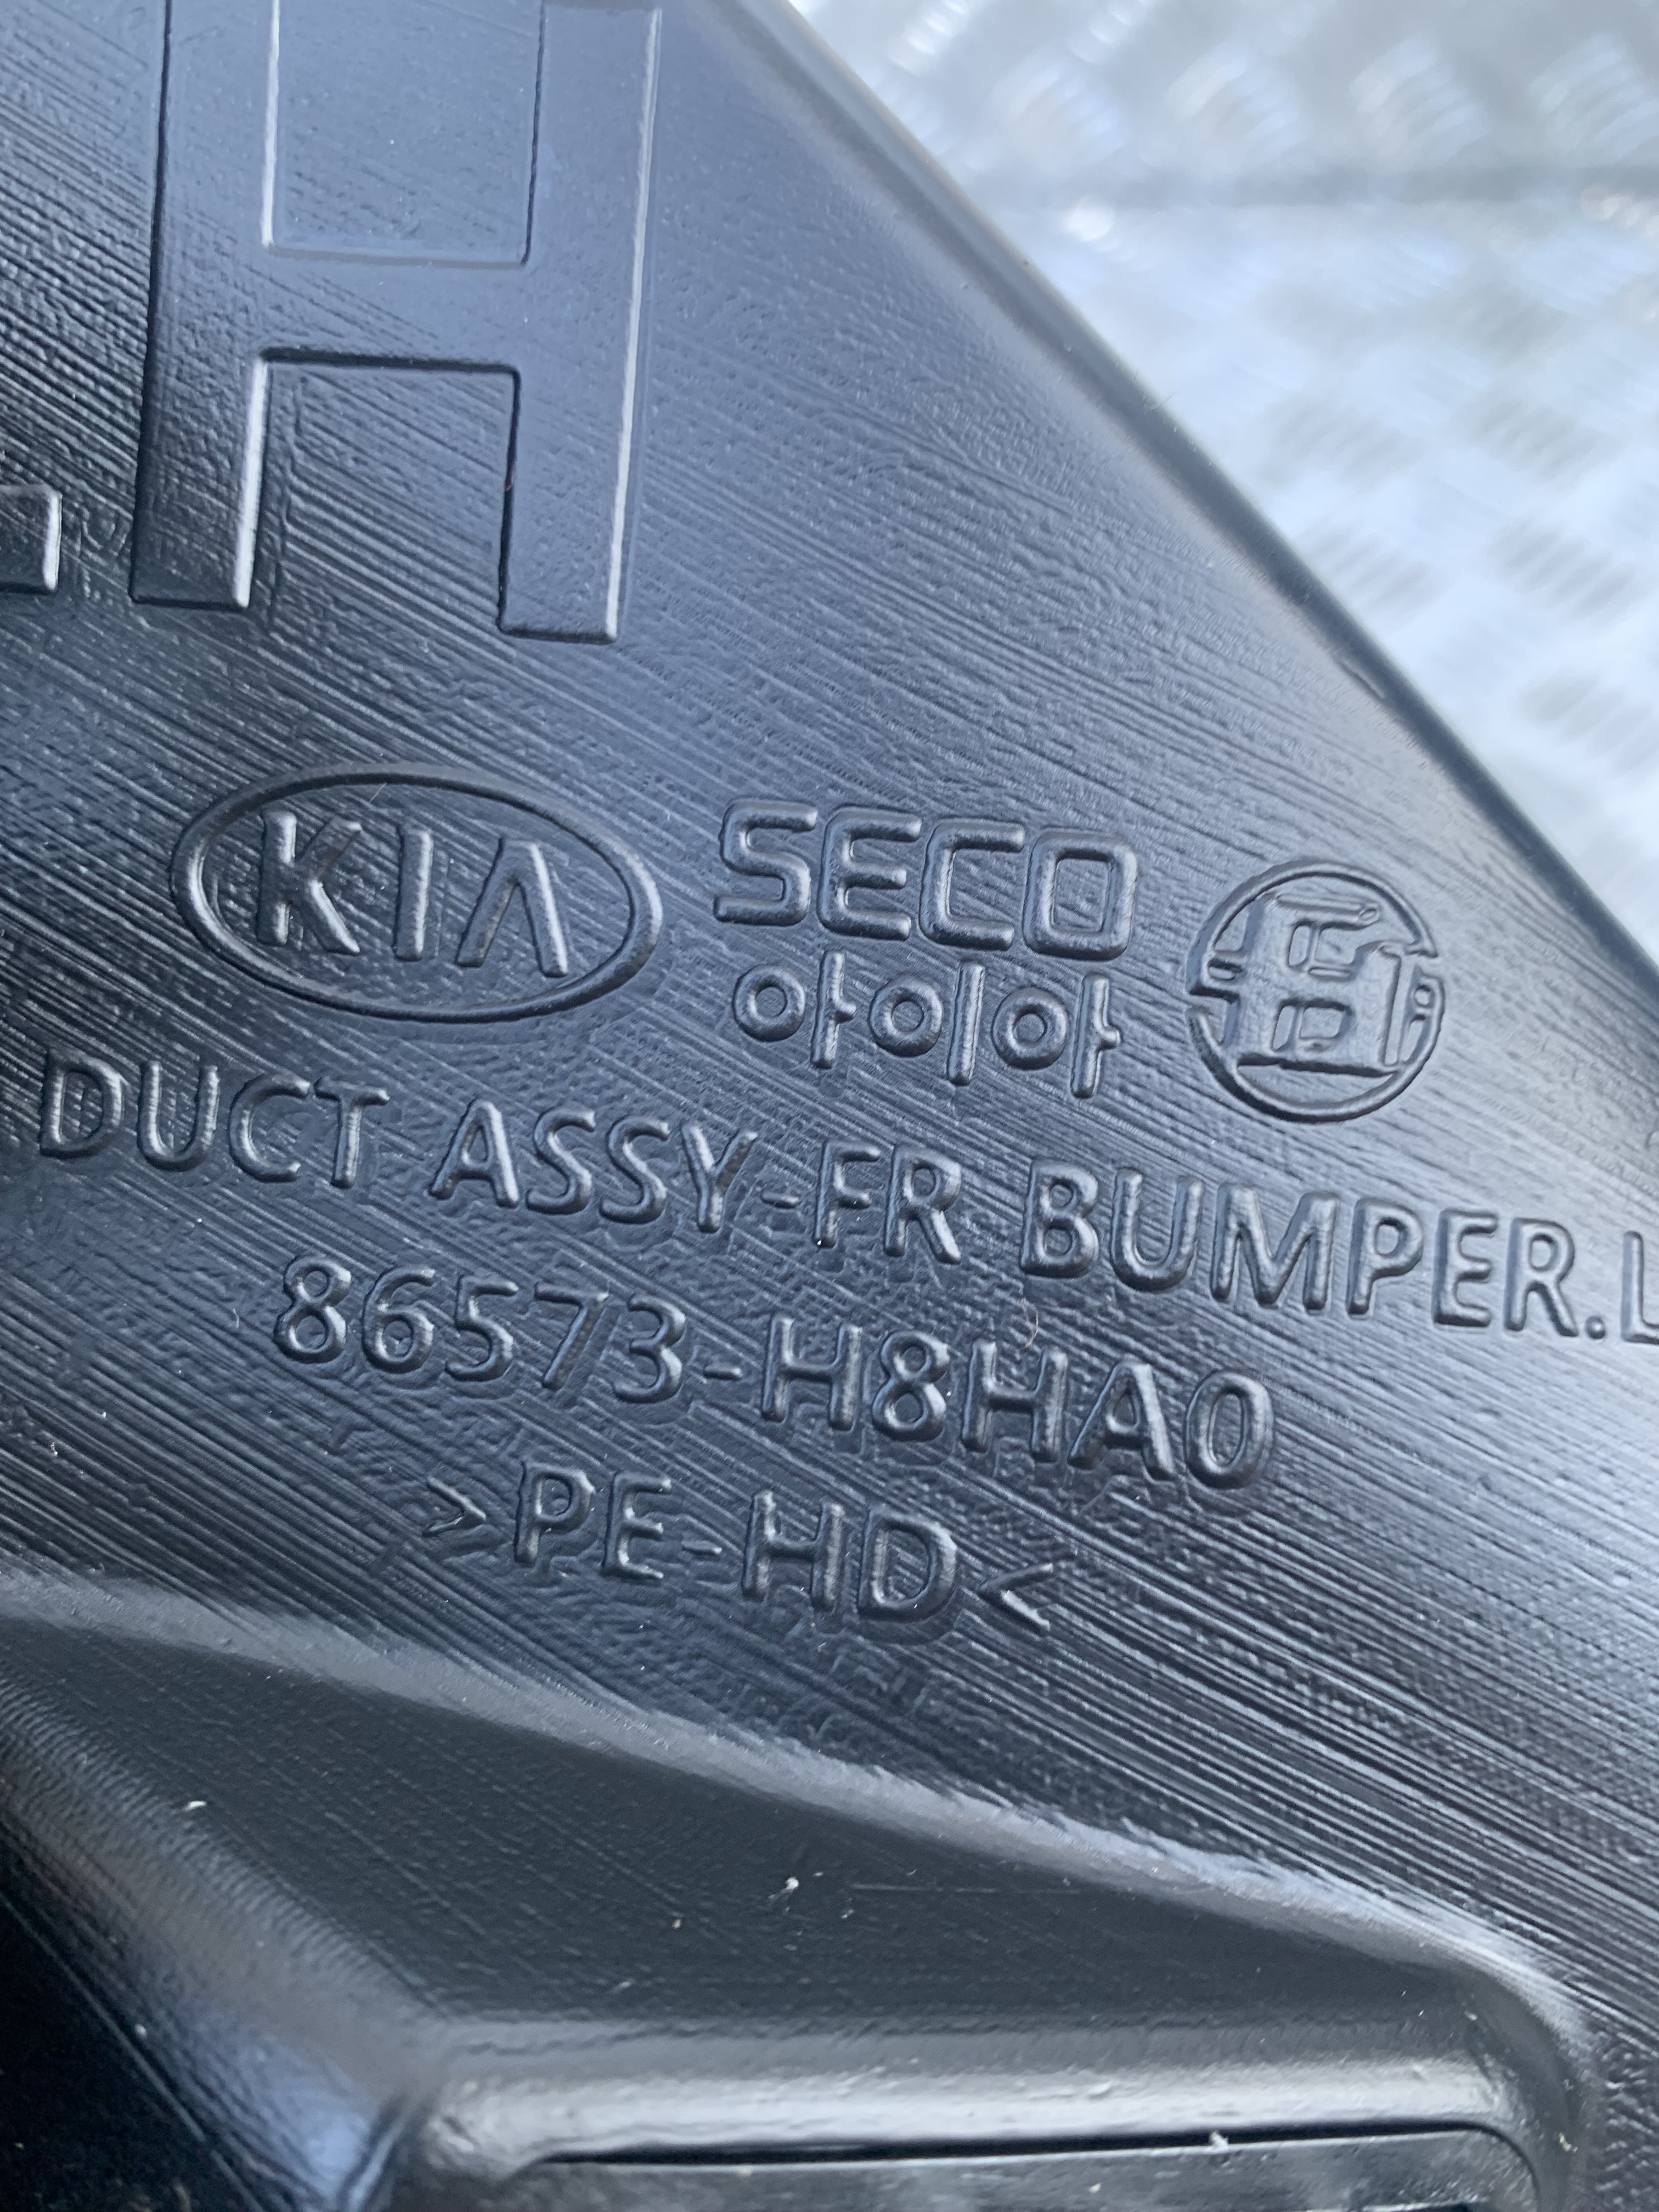 LH
KIA SECO
아이아
DUCT ASSY-FR BUMPER.L
86573-H8HA0
>PE-HD<